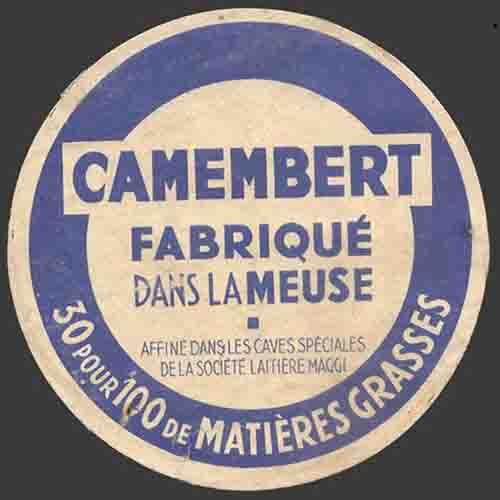 CAMEMBERT
FABRIQUÉ
DANS LA MEUSE
AFFINÉ DANS LES CAVES SPÉCIALES
DE LA SOCIÉTÉ LAITIÈRE MAGGI
30 POUR 100 DE MATIÈRES GRASSES